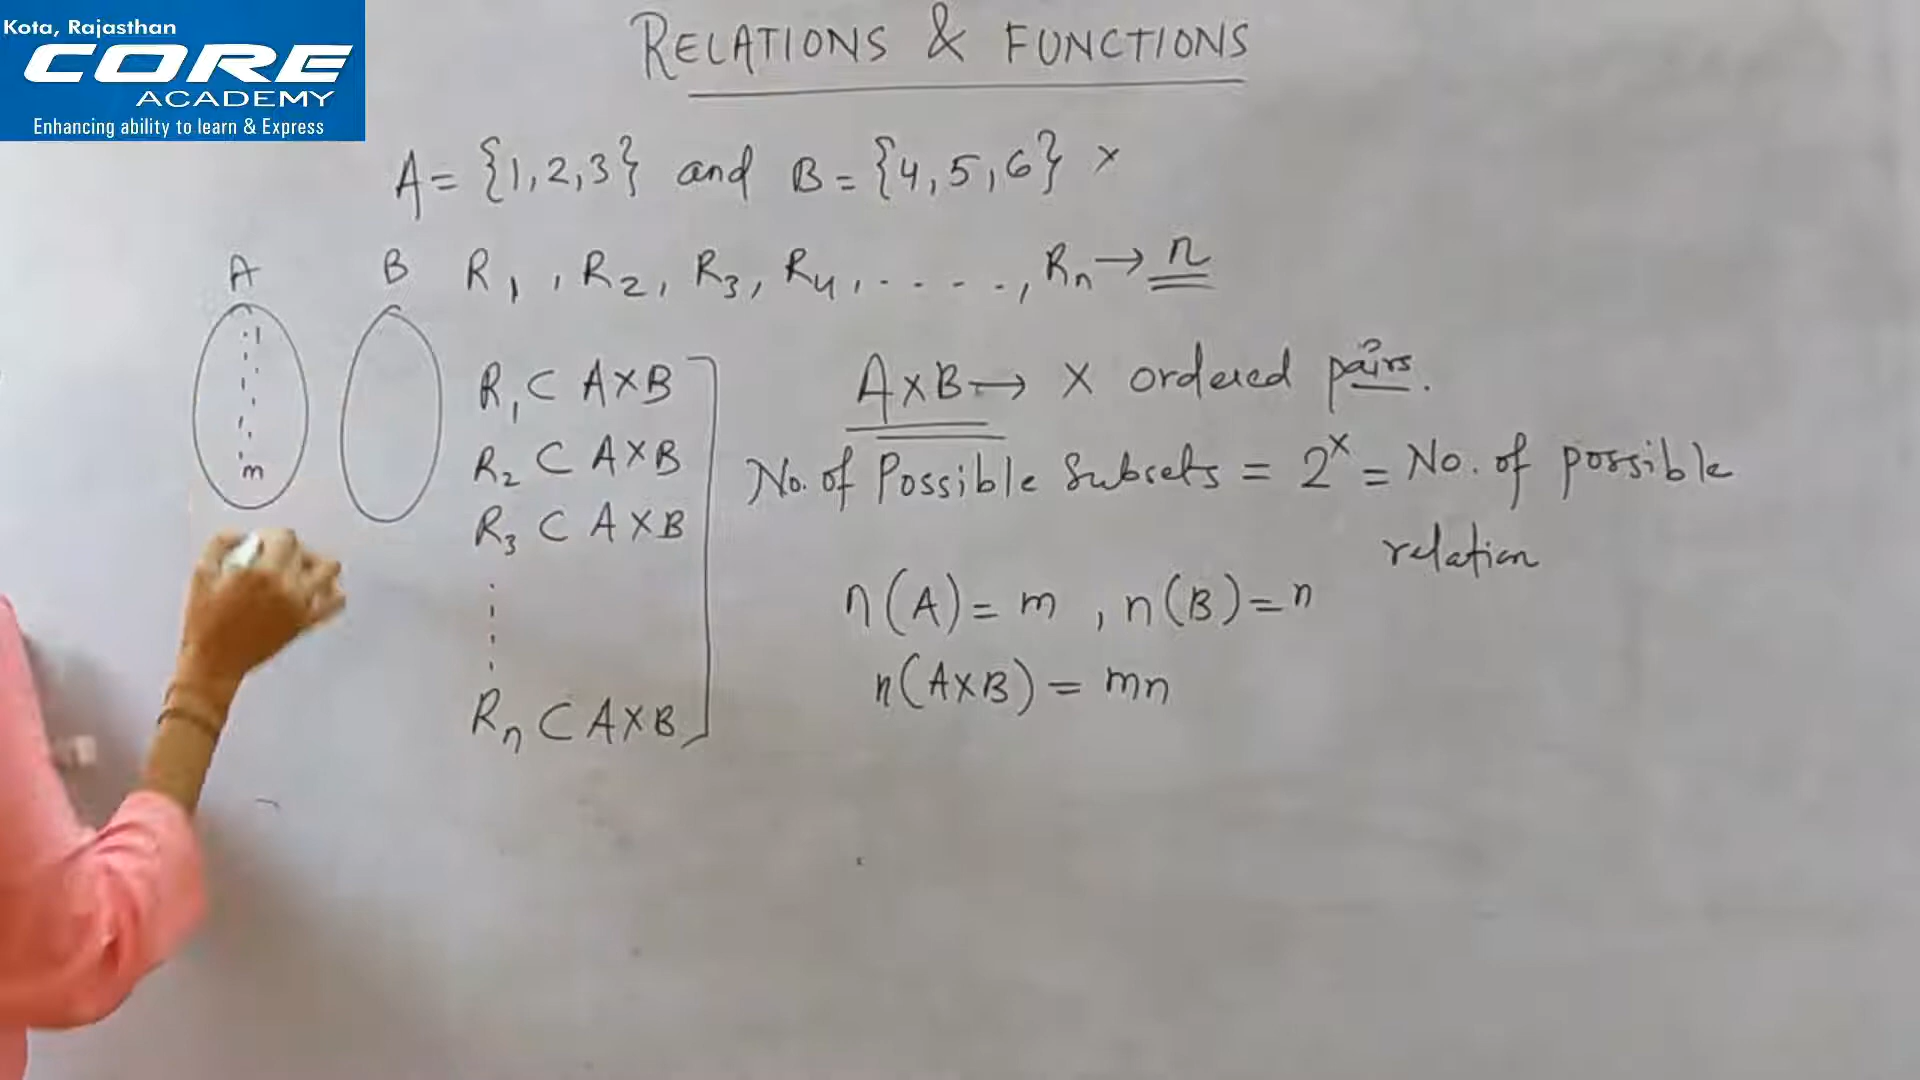 Kota, Rajasthan
CORE
ACADEMY
Enhancing ability to learn & Express
RELATIONS & FUNCTIONS
A = {1,2,3} and B = {4,5,6} ×
A B R₁, R₂, R₃, R₄, . . . . ., Rₙ → n
1
m
R₁ ⊂ A×B
R₂ ⊂ A×B
R₃ ⊂ A×B
Rₙ ⊂ A×B
A×B → x ordered pairs.
No. of Possible Subsets = 2ˣ = No. of possible
relation
n(A) = m , n(B) = n
n(A×B) = mn